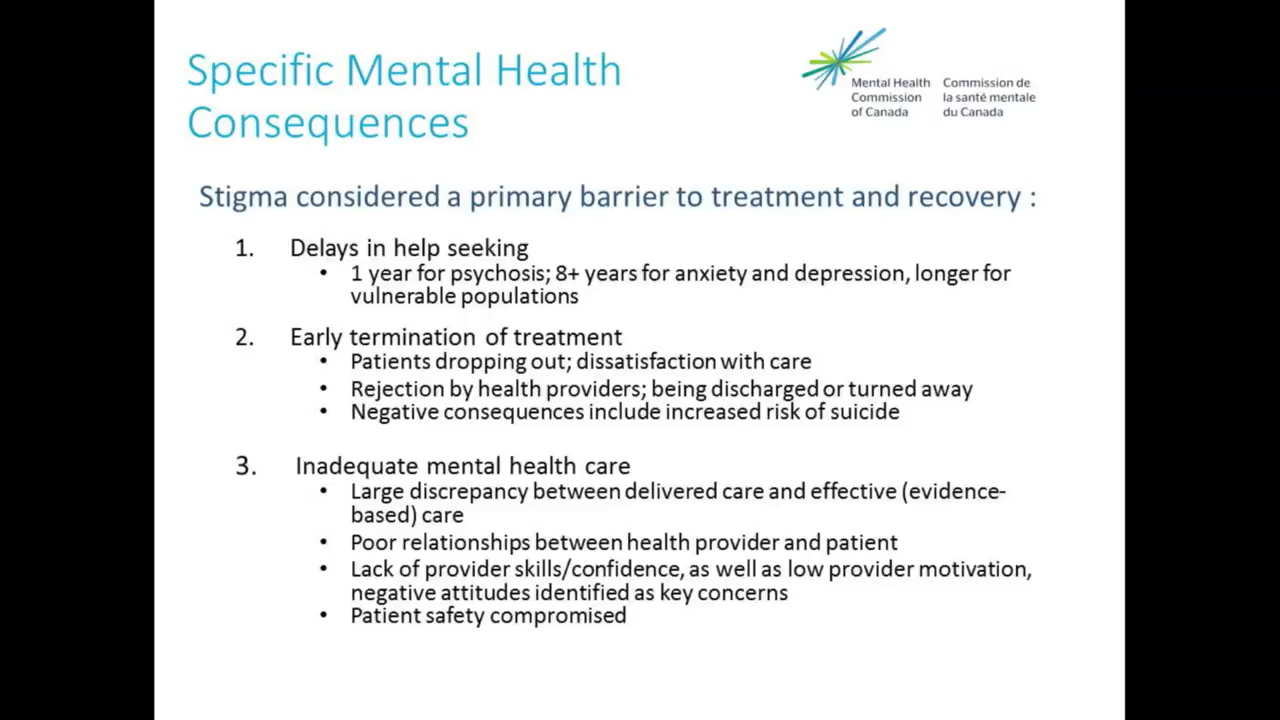 Specific Mental Health
Consequences
Mental Health
Commission
of Canada
Commission de
la santé mentale
du Canada
Stigma considered a primary barrier to treatment and recovery :
1. Delays in help seeking
• 1 year for psychosis; 8+ years for anxiety and depression, longer for
vulnerable populations
2. Early termination of treatment
• Patients dropping out; dissatisfaction with care
• Rejection by health providers; being discharged or turned away
• Negative consequences include increased risk of suicide
3. Inadequate mental health care
• Large discrepancy between delivered care and effective (evidence-
based) care
• Poor relationships between health provider and patient
• Lack of provider skills/confidence, as well as low provider motivation,
negative attitudes identified as key concerns
• Patient safety compromised